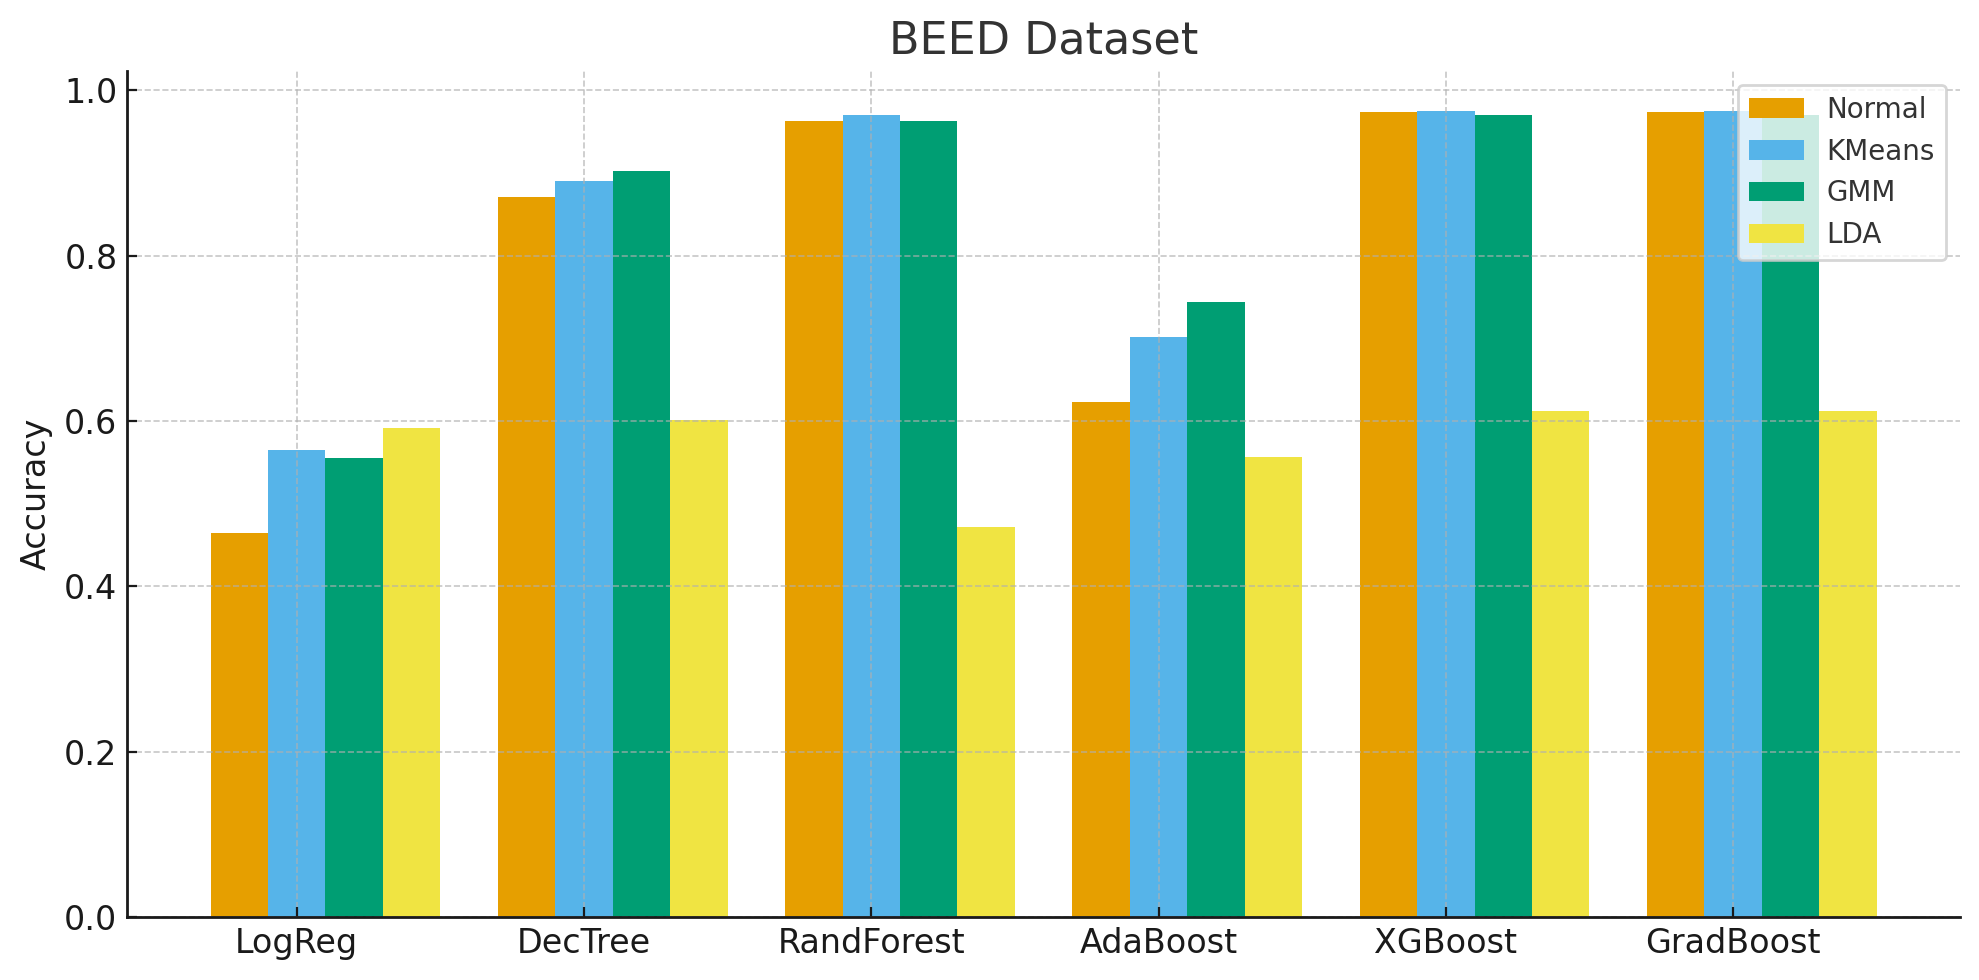 BEED Dataset
Accuracy
1.0
0.8
0.6
0.4
0.2
0.0
LogReg
DecTree
RandForest
AdaBoost
XGBoost
GradBoost
Normal
KMeans
GMM
LDA